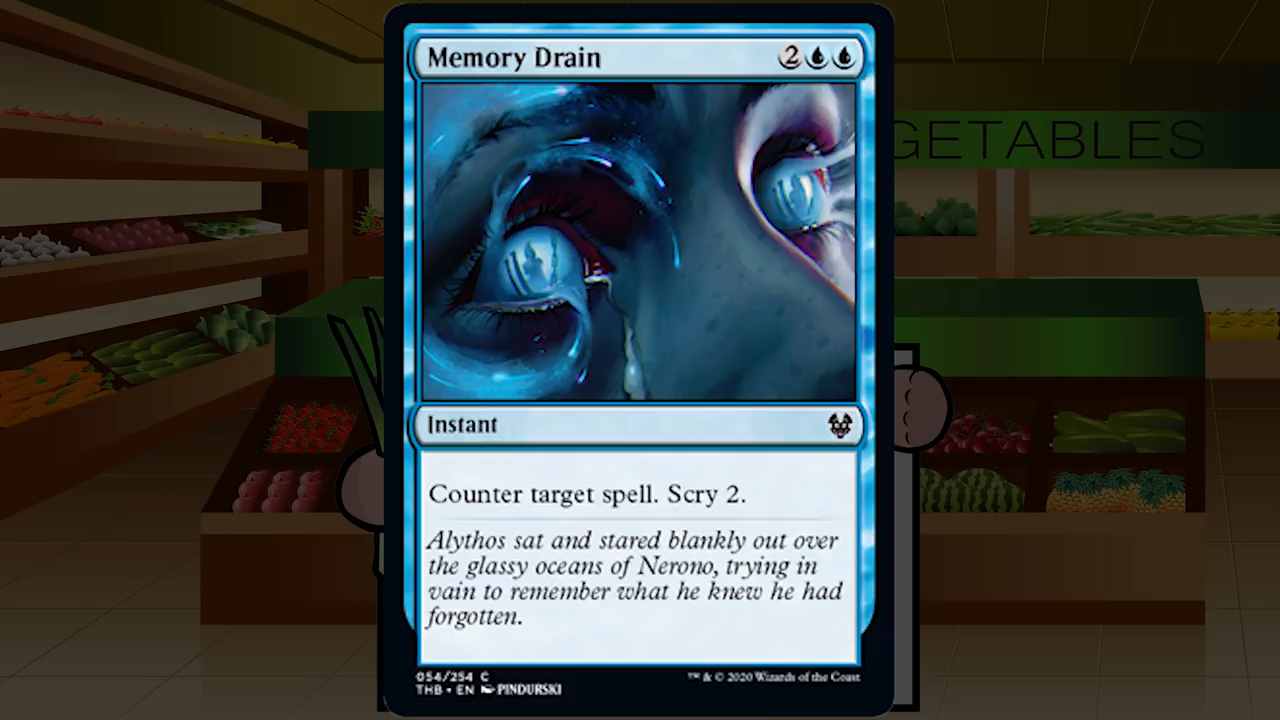 Memory Drain 2
GETABLES
Instant
Counter target spell. Scry 2.
Alythos sat and stared blankly out over
the glassy oceans of Nerono, trying in
vain to remember what he knew he had
forgotten.
054/254 C
THB • EN PINDURSKI
™ & © 2020 Wizards of the Coast